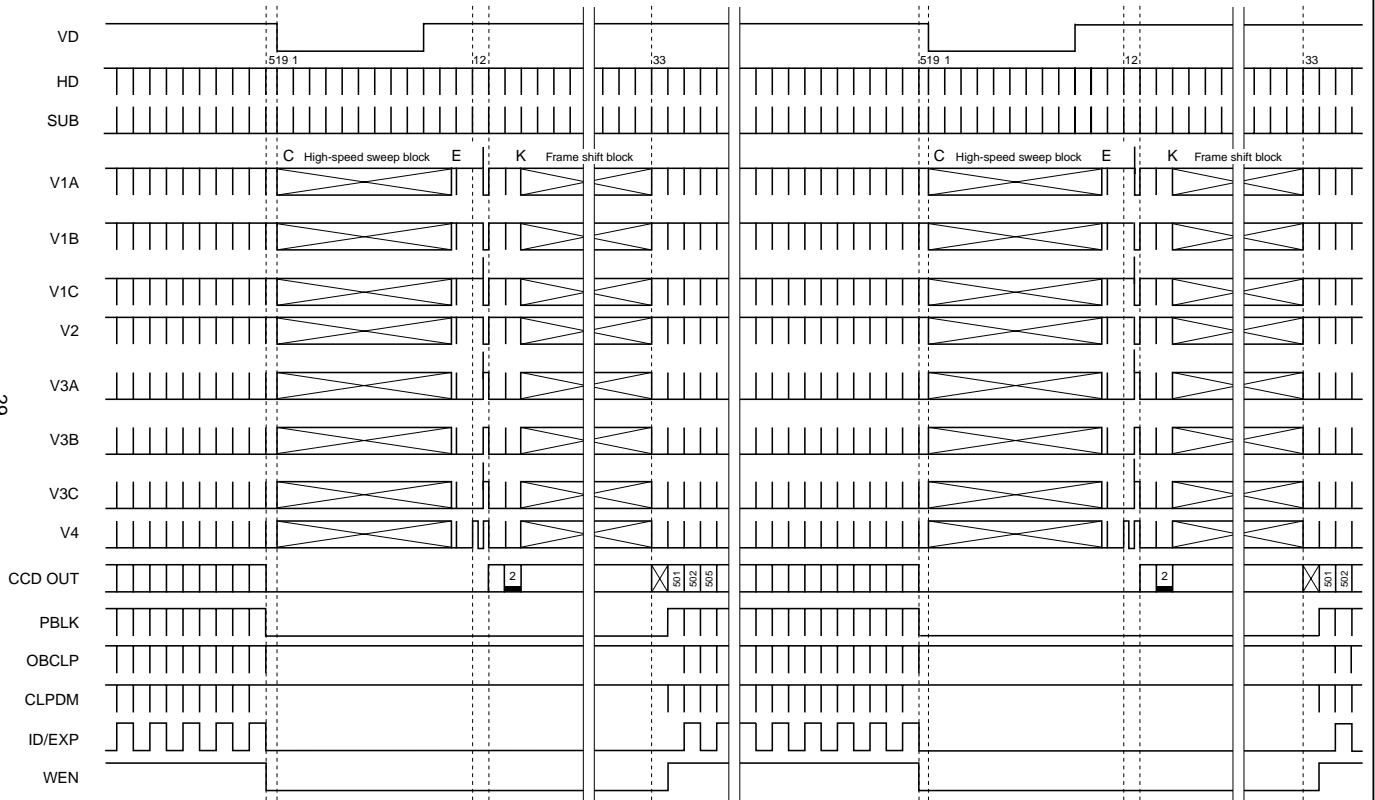 VD
519 1 12 33 519 1 12 33
HD
SUB
C High-speed sweep block E K Frame shift block C High-speed sweep block E K Frame shift block
V1A
V1B
V1C
V2
V3A
V3B
V3C
V4
CCD OUT 2 501 502 505 2 501 502
PBLK
OBCLP
CLPDM
ID/EXP
WEN